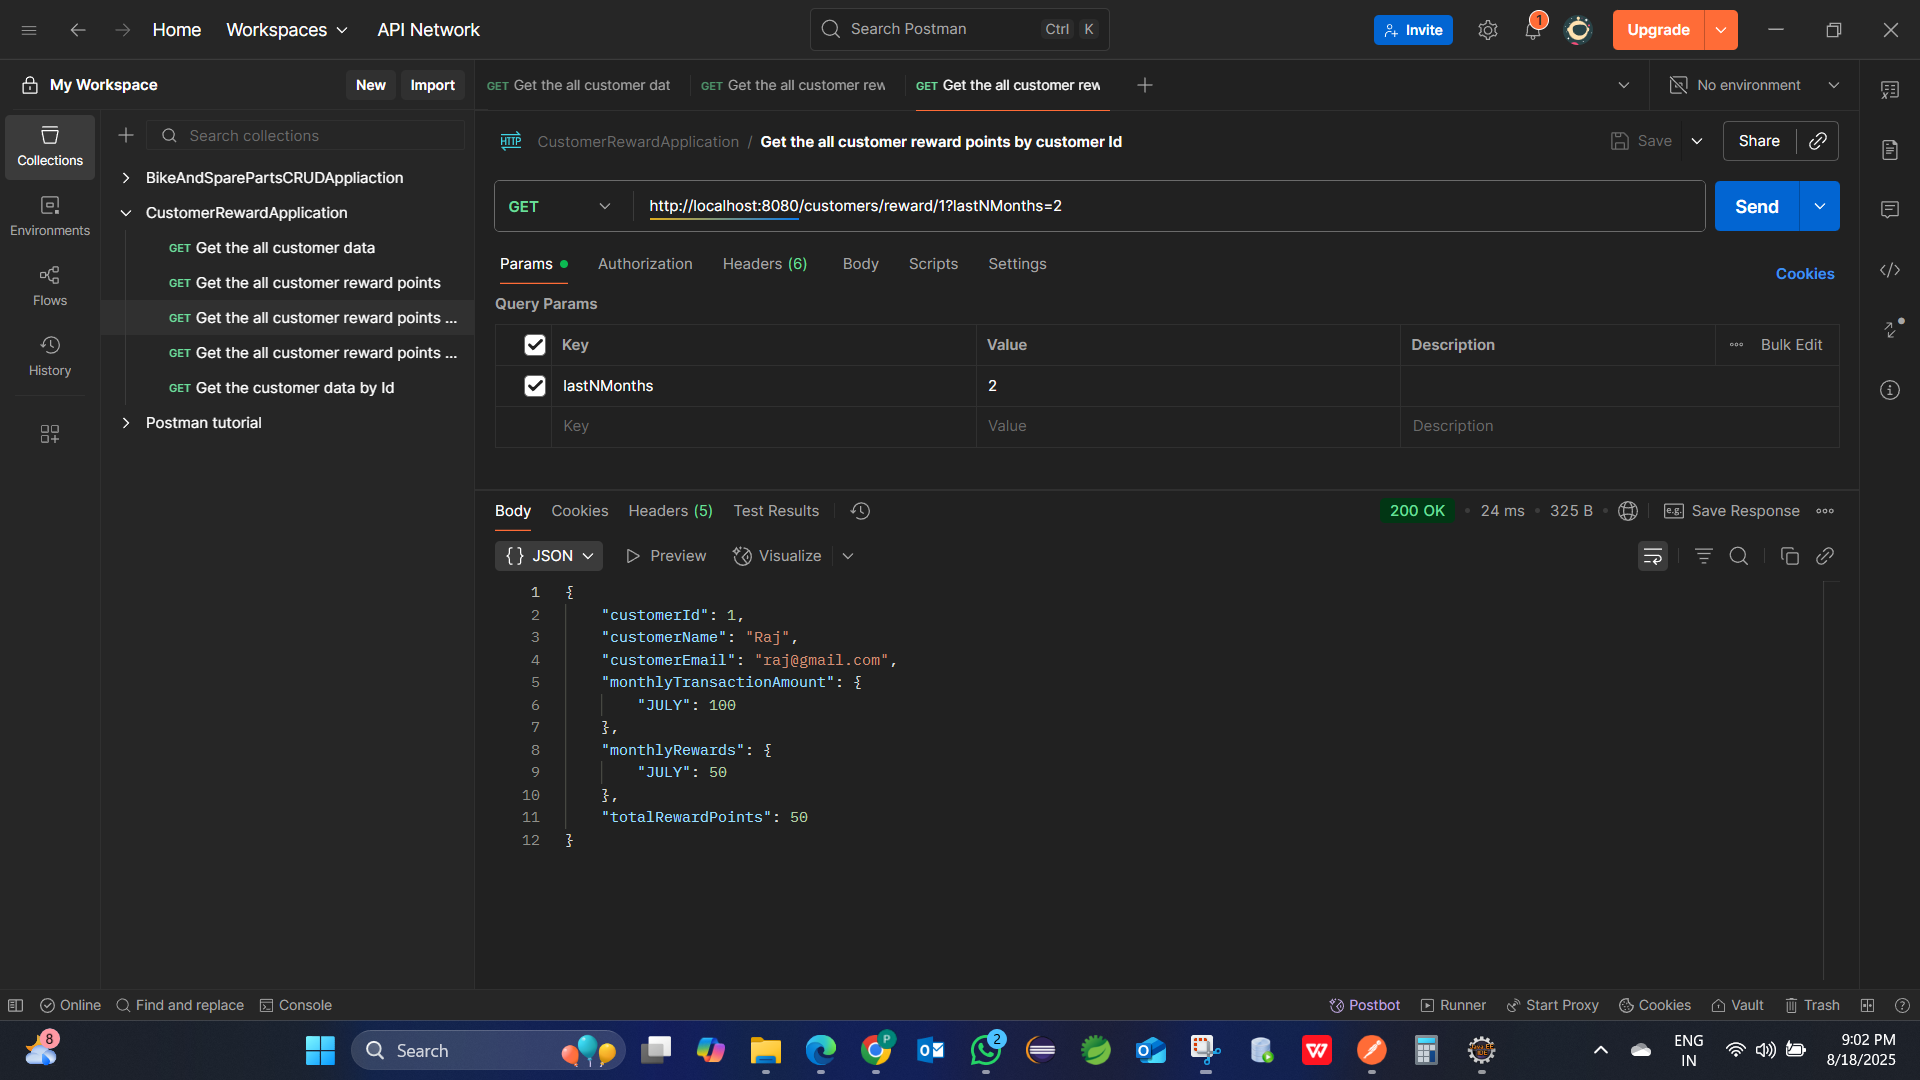 Home
Workspaces
API Network
Search Postman
Ctrl K
Invite
1
Upgrade
My Workspace
New
Import
GET Get the all customer dat
GET Get the all customer rew
GET Get the all customer rew
No environment
Collections
Environments
Flows
History
Search collections
BikeAndSparePartsCRUDAppliaction
CustomerRewardApplication
GET Get the all customer data
GET Get the all customer reward points
GET Get the all customer reward points ...
GET Get the all customer reward points ...
GET Get the customer data by Id
Postman tutorial
HTTP CustomerRewardApplication / Get the all customer reward points by customer Id
Save
Share
GET http://localhost:8080/customers/reward/1?lastNMonths=2
Send
Params Authorization Headers (6) Body Scripts Settings
Cookies
Query Params
Key Value Description Bulk Edit
lastNMonths 2
Key Value Description
Body Cookies Headers (5) Test Results
200 OK • 24 ms • 325 B
e.g. Save Response
{} JSON Preview Visualize
1 {
2 "customerId": 1,
3 "customerName": "Raj",
4 "customerEmail": "raj@gmail.com",
5 "monthlyTransactionAmount": {
6 "JULY": 100
7 },
8 "monthlyRewards": {
9 "JULY": 50
10 },
11 "totalRewardPoints": 50
12 }
Online Find and replace Console
Postbot Runner Start Proxy Cookies Vault Trash
8
Search
P
2
ENG
IN
9:02 PM
8/18/2025